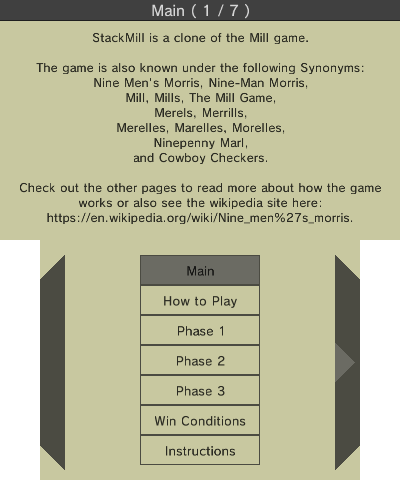 Main ( 1 / 7 )
StackMill is a clone of the Mill game.
The game is also known under the following Synonyms:
Nine Men's Morris, Nine-Man Morris,
Mill, Mills, The Mill Game,
Merels, Merrills,
Merelles, Marelles, Morelles,
Ninepenny Marl,
and Cowboy Checkers.
Check out the other pages to read more about how the game
works or also see the wikipedia site here:
https://en.wikipedia.org/wiki/Nine_men%27s_morris.
Main
How to Play
Phase 1
Phase 2
Phase 3
Win Conditions
Instructions